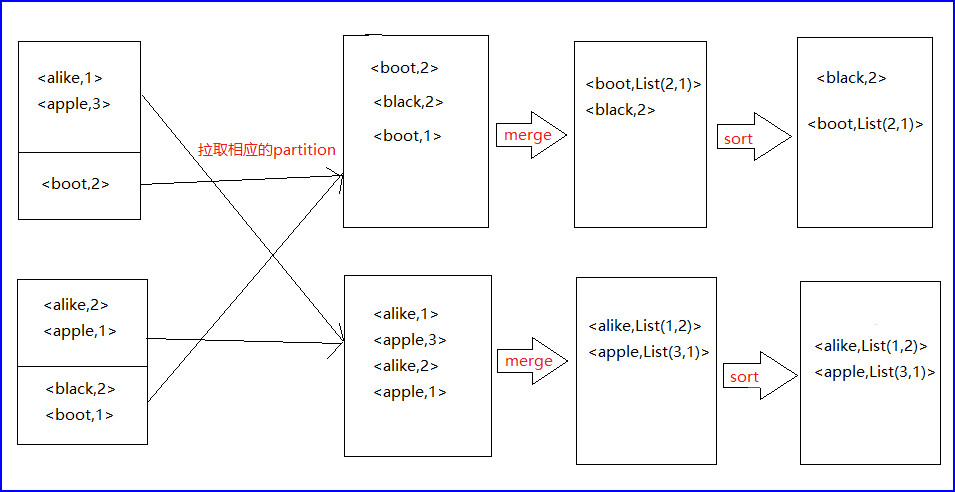 <alike,1>
<apple,3>
<boot,2>
拉取相应的partition
<boot,2>
<black,2>
<boot,1>
merge
<boot,List(2,1)>
<black,2>
sort
<black,2>
<boot,List(2,1)>
<alike,2>
<apple,1>
<black,2>
<boot,1>
<alike,1>
<apple,3>
<alike,2>
<apple,1>
merge
<alike,List(1,2)>
<apple,List(3,1)>
sort
<alike,List(1,2)>
<apple,List(3,1)>